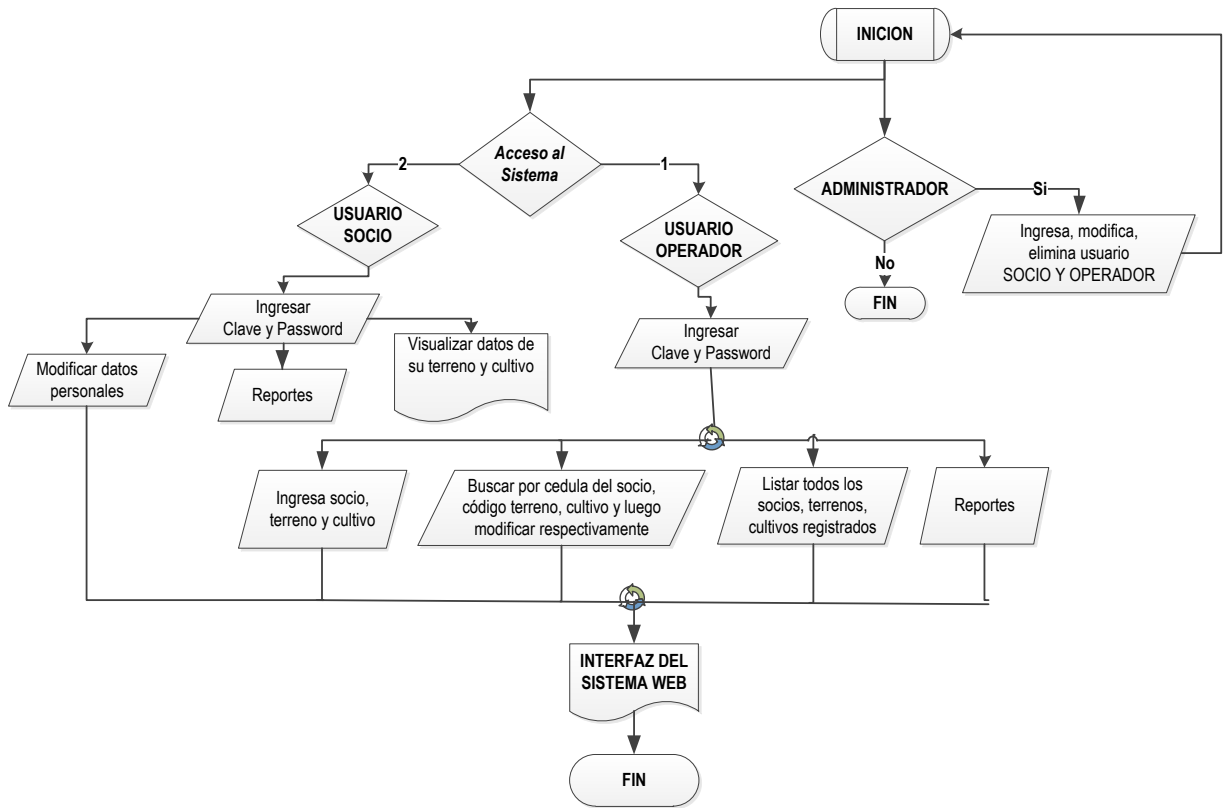 INICION
Acceso al
Sistema
2
1
ADMINISTRADOR
Si
USUARIO
SOCIO
USUARIO
OPERADOR
Ingresa, modifica,
elimina usuario
SOCIO Y OPERADOR
No
FIN
Ingresar
Clave y Password
Ingresar
Clave y Password
Modificar datos
personales
Reportes
Visualizar datos de
su terreno y cultivo
Ingresa socio,
terreno y cultivo
Buscar por cedula del socio,
código terreno, cultivo y luego
modificar respectivamente
Listar todos los
socios, terrenos,
cultivos registrados
Reportes
INTERFAZ DEL
SISTEMA WEB
FIN